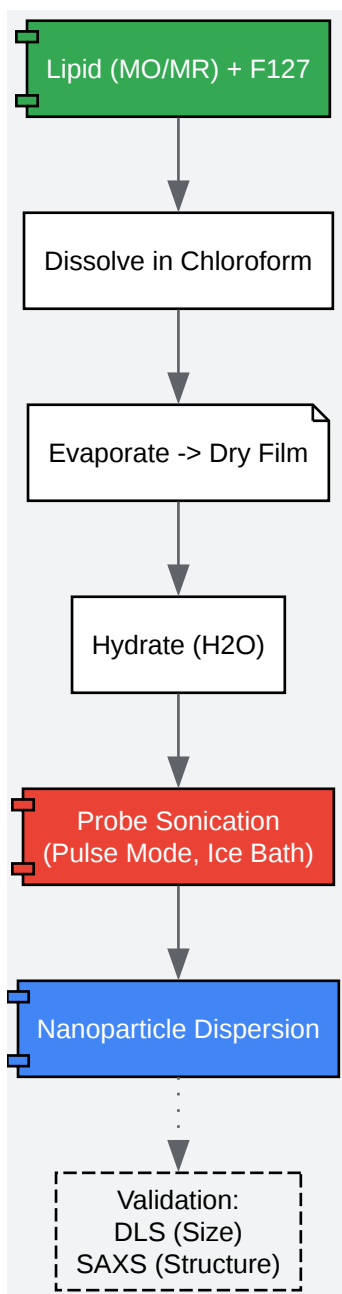 Lipid (MO/MR) + F127
Dissolve in Chloroform
Evaporate -> Dry Film
Hydrate (H2O)
Probe Sonication
(Pulse Mode, Ice Bath)
Nanoparticle Dispersion
Validation:
DLS (Size)
SAXS (Structure)